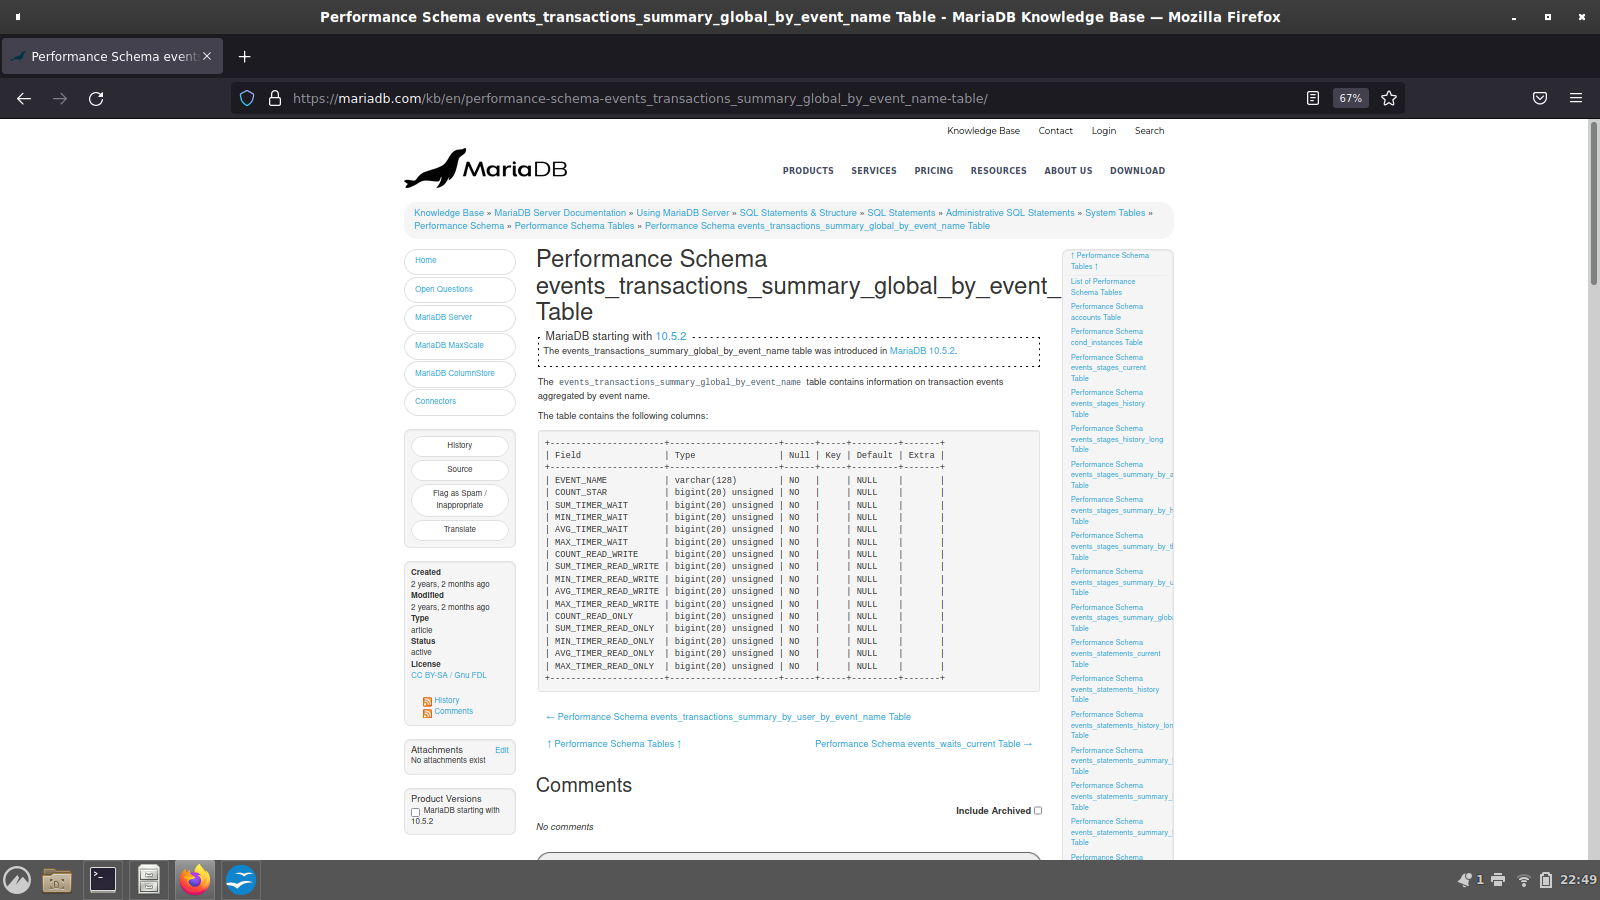 Performance Schema events_transactions_summary_global_by_event_name Table - MariaDB Knowledge Base — Mozilla Firefox
Performance Schema event
https://mariadb.com/kb/en/performance-schema-events_transactions_summary_global_by_event_name-table/
67%
Knowledge Base Contact Login Search
MariaDB
PRODUCTS SERVICES PRICING RESOURCES ABOUT US DOWNLOAD
Knowledge Base » MariaDB Server Documentation » Using MariaDB Server » SQL Statements & Structure » SQL Statements » Administrative SQL Statements » System Tables »
Performance Schema » Performance Schema Tables » Performance Schema events_transactions_summary_global_by_event_name Table
Home
Open Questions
MariaDB Server
MariaDB MaxScale
MariaDB ColumnStore
Connectors
History
Source
Flag as Spam /
Inappropriate
Translate
Created
2 years, 2 months ago
Modified
2 years, 2 months ago
Type
article
Status
active
License
CC BY-SA / Gnu FDL
History
Comments
Attachments Edit
No attachments exist
Product Versions
MariaDB starting with
10.5.2
Performance Schema
events_transactions_summary_global_by_event_
Table
MariaDB starting with 10.5.2
The events_transactions_summary_global_by_event_name table was introduced in MariaDB 10.5.2.
The events_transactions_summary_global_by_event_name table contains information on transaction events
aggregated by event name.
The table contains the following columns:
+----------------------+---------------------+------+-----+---------+-------+
| Field                | Type                | Null | Key | Default | Extra |
+----------------------+---------------------+------+-----+---------+-------+
| EVENT_NAME           | varchar(128)        | NO   |     | NULL    |       |
| COUNT_STAR           | bigint(20) unsigned | NO   |     | NULL    |       |
| SUM_TIMER_WAIT       | bigint(20) unsigned | NO   |     | NULL    |       |
| MIN_TIMER_WAIT       | bigint(20) unsigned | NO   |     | NULL    |       |
| AVG_TIMER_WAIT       | bigint(20) unsigned | NO   |     | NULL    |       |
| MAX_TIMER_WAIT       | bigint(20) unsigned | NO   |     | NULL    |       |
| COUNT_READ_WRITE     | bigint(20) unsigned | NO   |     | NULL    |       |
| SUM_TIMER_READ_WRITE | bigint(20) unsigned | NO   |     | NULL    |       |
| MIN_TIMER_READ_WRITE | bigint(20) unsigned | NO   |     | NULL    |       |
| AVG_TIMER_READ_WRITE | bigint(20) unsigned | NO   |     | NULL    |       |
| MAX_TIMER_READ_WRITE | bigint(20) unsigned | NO   |     | NULL    |       |
| COUNT_READ_ONLY      | bigint(20) unsigned | NO   |     | NULL    |       |
| SUM_TIMER_READ_ONLY  | bigint(20) unsigned | NO   |     | NULL    |       |
| MIN_TIMER_READ_ONLY  | bigint(20) unsigned | NO   |     | NULL    |       |
| AVG_TIMER_READ_ONLY  | bigint(20) unsigned | NO   |     | NULL    |       |
| MAX_TIMER_READ_ONLY  | bigint(20) unsigned | NO   |     | NULL    |       |
+----------------------+---------------------+------+-----+---------+-------+
← Performance Schema events_transactions_summary_by_user_by_event_name Table
↑ Performance Schema Tables ↑ Performance Schema events_waits_current Table →
Comments
Include Archived
No comments
↑ Performance Schema
Tables ↑
List of Performance
Schema Tables
Performance Schema
accounts Table
Performance Schema
cond_instances Table
Performance Schema
events_stages_current
Table
Performance Schema
events_stages_history
Table
Performance Schema
events_stages_history_long
Table
Performance Schema
events_stages_summary_by_a
Table
Performance Schema
events_stages_summary_by_h
Table
Performance Schema
events_stages_summary_by_t
Table
Performance Schema
events_stages_summary_by_u
Table
Performance Schema
events_stages_summary_globa
Table
Performance Schema
events_statements_current
Table
Performance Schema
events_statements_history
Table
Performance Schema
events_statements_history_lon
Table
Performance Schema
events_statements_summary_
Table
Performance Schema
events_statements_summary_
Table
Performance Schema
events_statements_summary_
Table
Performance Schema
1
22:49